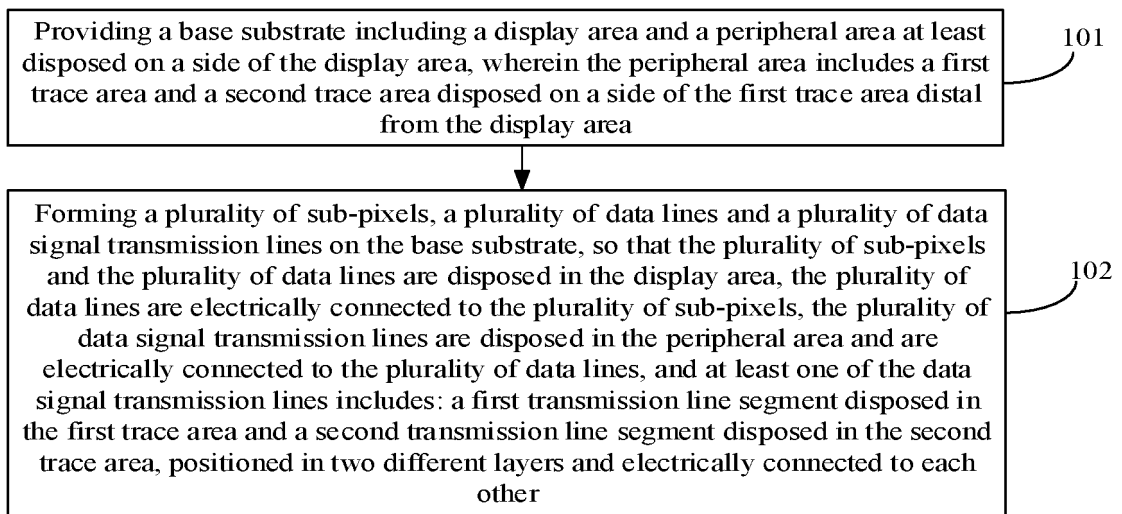 Providing a base substrate including a display area and a peripheral area at least
disposed on a side of the display area, wherein the peripheral area includes a first
trace area and a second trace area disposed on a side of the first trace area distal
from the display area
101
Forming a plurality of sub-pixels, a plurality of data lines and a plurality of data
signal transmission lines on the base substrate, so that the plurality of sub-pixels
and the plurality of data lines are disposed in the display area, the plurality of
data lines are electrically connected to the plurality of sub-pixels, the plurality of
data signal transmission lines are disposed in the peripheral area and are
electrically connected to the plurality of data lines, and at least one of the data
signal transmission lines includes: a first transmission line segment disposed in
the first trace area and a second transmission line segment disposed in the second
trace area, positioned in two different layers and electrically connected to each
other
102